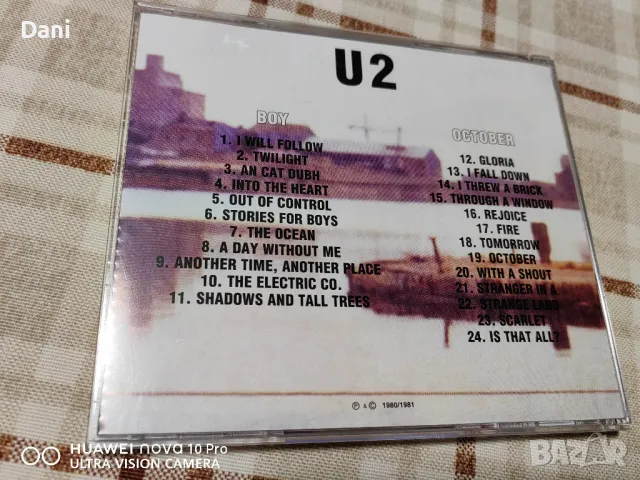 Dani
U2
BOY
1. I WILL FOLLOW
2. TWILIGHT
3. AN CAT DUBH
4. INTO THE HEART
5. OUT OF CONTROL
6. STORIES FOR BOYS
7. THE OCEAN
8. A DAY WITHOUT ME
9. ANOTHER TIME, ANOTHER PLACE
10. THE ELECTRIC CO.
11. SHADOWS AND TALL TREES
OCTOBER
12. GLORIA
13. I FALL DOWN
14. I THREW A BRICK
15. THROUGH A WINDOW
16. REJOICE
17. FIRE
18. TOMORROW
19. OCTOBER
20. WITH A SHOUT
21. STRANGER IN A
22. STRANGE LAND
23. SCARLET
24. IS THAT ALL?
℗ & © 1980/1981
HUAWEI nova 10 Pro
ULTRA VISION CAMERA
BAZAR